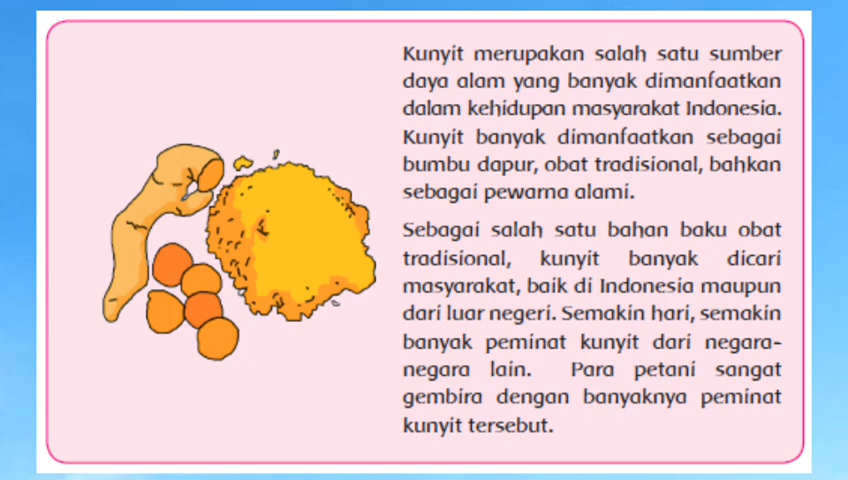 Kunyit merupakan salah satu sumber
daya alam yang banyak dimanfaatkan
dalam kehidupan masyarakat Indonesia.
Kunyit banyak dimanfaatkan sebagai
bumbu dapur, obat tradisional, bahkan
sebagai pewarna alami.
Sebagai salah satu bahan baku obat
tradisional, kunyit banyak dicari
masyarakat, baik di Indonesia maupun
dari luar negeri. Semakin hari, semakin
banyak peminat kunyit dari negara-
negara lain. Para petani sangat
gembira dengan banyaknya peminat
kunyit tersebut.